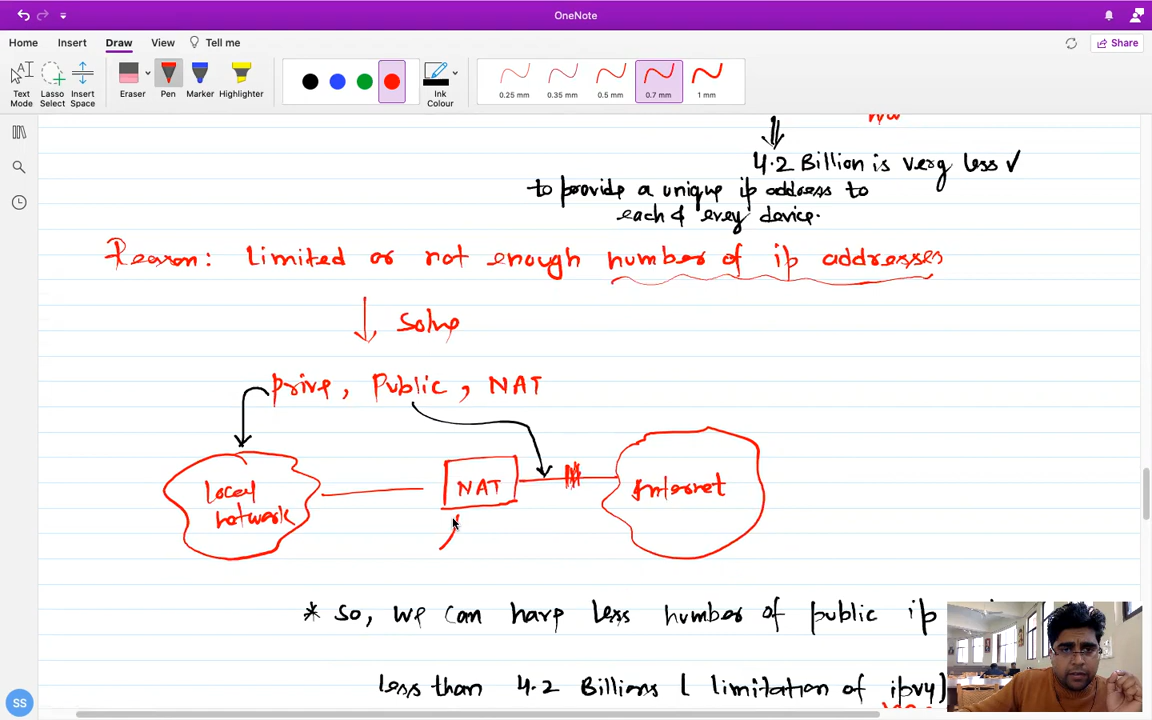 OneNote
Home Insert Draw View Tell me Share
Text Mode Lasso Select Insert Space Eraser Pen Marker Highlighter Ink Colour 0.25 mm 0.35 mm 0.5 mm 0.7 mm 1 mm
4.2 Billion is very less ✓
to provide a unique ip address to
each & evey device.
Reason: Limited or not enough number of ip addresses
↓ Solve
prive, Public, NAT
Local network NAT Internet
* so, we can have less number of public ip
less than 4.2 Billions ( limitation of ipv4)
SS